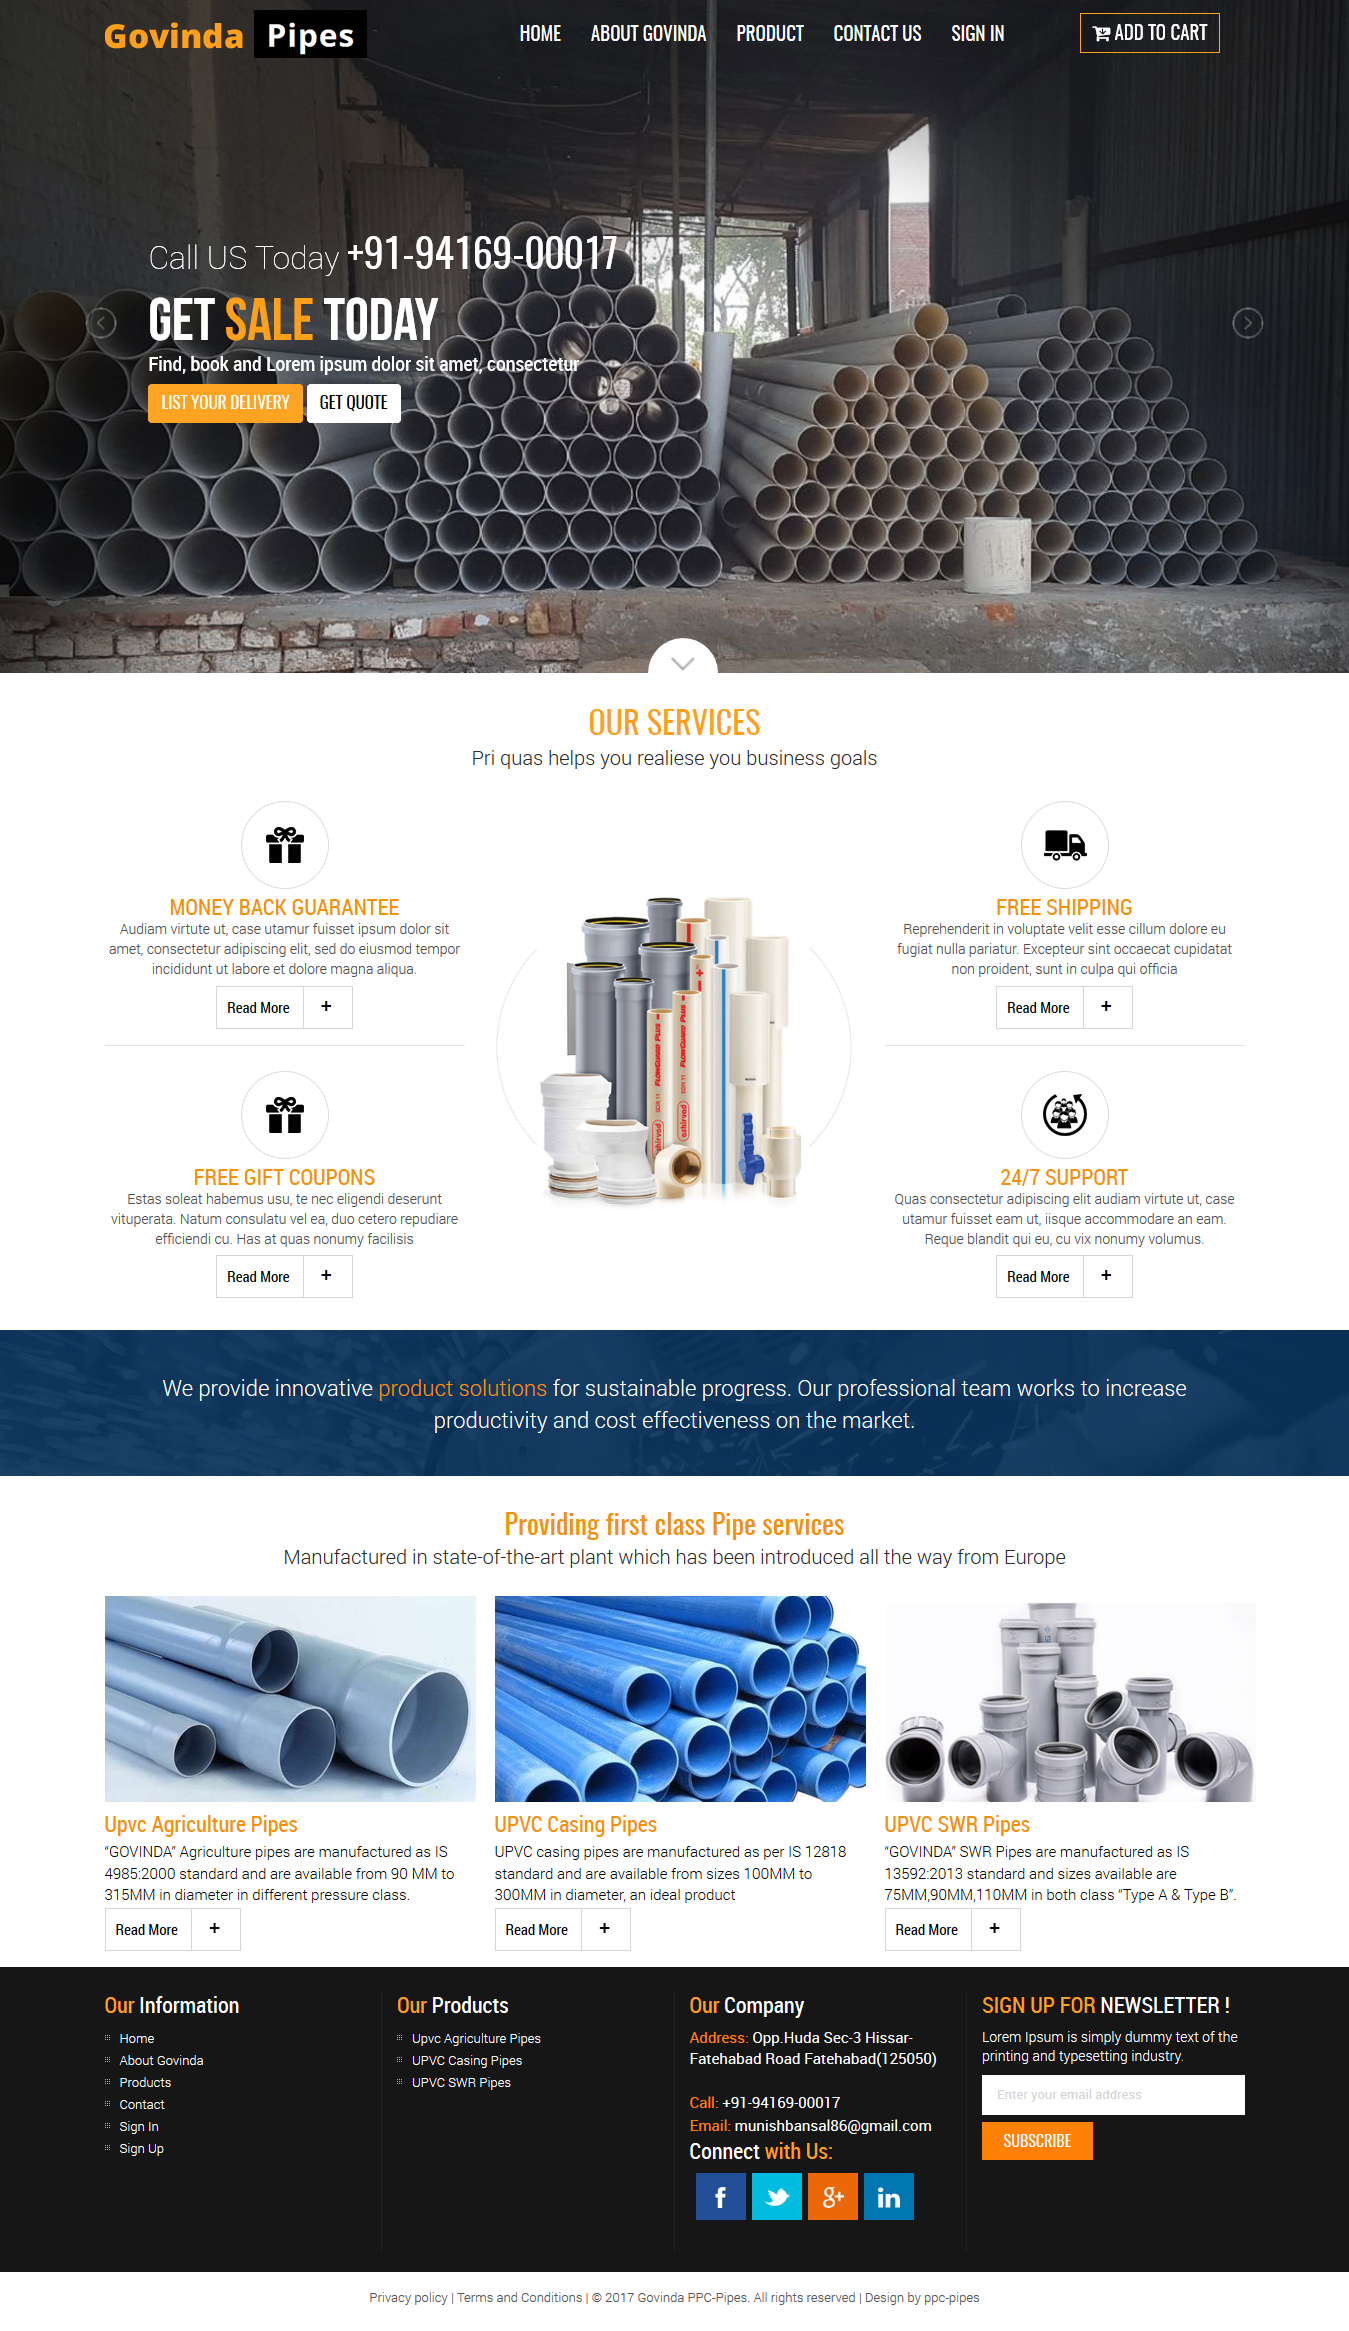 Govinda Pipes
HOME ABOUT GOVINDA PRODUCT CONTACT US SIGN IN
ADD TO CART
Call US Today +91-94169-00017
GET SALE TODAY
Find, book and Lorem ipsum dolor sit amet, consectetur
LIST YOUR DELIVERY GET QUOTE
OUR SERVICES
Pri quas helps you realiese you business goals
MONEY BACK GUARANTEE
Audiam virtute ut, case utamur fuisset ipsum dolor sit
amet, consectetur adipiscing elit, sed do eiusmod tempor
incididunt ut labore et dolore magna aliqua.
Read More +
FREE GIFT COUPONS
Estas soleat habemus usu, te nec eligendi deserunt
vituperata. Natum consulatu vel ea, duo cetero repudiare
efficiendi cu. Has at quas nonumy facilisis
Read More +
FLOWGUARD PLUS
SDR 11
ashirvad
FLOWGUARD PLUS
SDR 11
ashirvad
FREE SHIPPING
Reprehenderit in voluptate velit esse cillum dolore eu
fugiat nulla pariatur. Excepteur sint occaecat cupidatat
non proident, sunt in culpa qui officia
Read More +
24/7 SUPPORT
Quas consectetur adipiscing elit audiam virtute ut, case
utamur fuisset eam ut, iisque accommodare an eam.
Reque blandit qui eu, cu vix nonumy volumus.
Read More +
We provide innovative product solutions for sustainable progress. Our professional team works to increase
productivity and cost effectiveness on the market.
Providing first class Pipe services
Manufactured in state-of-the-art plant which has been introduced all the way from Europe
Upvc Agriculture Pipes
“GOVINDA” Agriculture pipes are manufactured as IS
4985:2000 standard and are available from 90 MM to
315MM in diameter in different pressure class.
Read More +
UPVC Casing Pipes
UPVC casing pipes are manufactured as per IS 12818
standard and are available from sizes 100MM to
300MM in diameter, an ideal product
Read More +
UPVC SWR Pipes
“GOVINDA” SWR Pipes are manufactured as IS
13592:2013 standard and sizes available are
75MM,90MM,110MM in both class “Type A & Type B”.
Read More +
Our Information
Home
About Govinda
Products
Contact
Sign In
Sign Up
Our Products
Upvc Agriculture Pipes
UPVC Casing Pipes
UPVC SWR Pipes
Our Company
Address: Opp.Huda Sec-3 Hissar-
Fatehabad Road Fatehabad(125050)
Call: +91-94169-00017
Email: munishbansal86@gmail.com
Connect with Us:
f g+ in
SIGN UP FOR NEWSLETTER !
Lorem Ipsum is simply dummy text of the
printing and typesetting industry.
Enter your email address
SUBSCRIBE
Privacy policy | Terms and Conditions | © 2017 Govinda PPC-Pipes. All rights reserved | Design by ppc-pipes